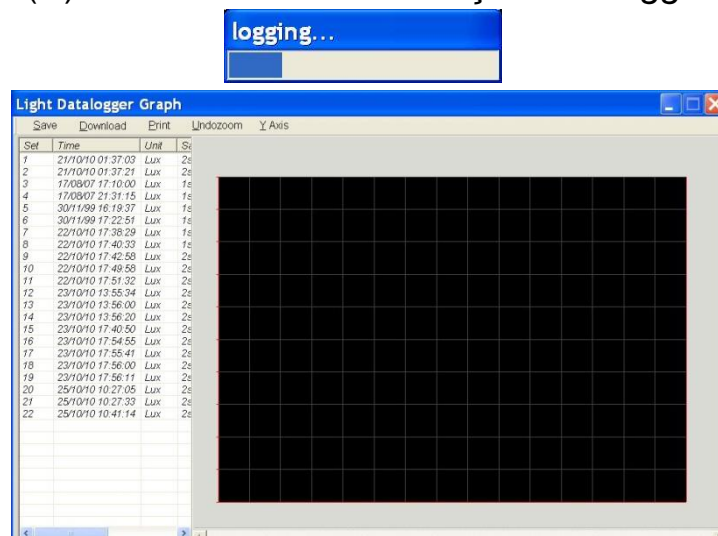 logging...
Light Datalogger Graph
Save Download Print Undozoom Y Axis
Set Time Unit
1 21/10/10 01:37:03 Lux 2s
2 21/10/10 01:37:21 Lux 2s
3 17/08/07 17:10:00 Lux 1s
4 17/08/07 21:31:15 Lux 1s
5 30/11/99 16:19:37 Lux 1s
6 30/11/99 17:22:51 Lux 1s
7 22/10/10 17:38:29 Lux 1s
8 22/10/10 17:40:33 Lux 1s
9 22/10/10 17:42:58 Lux 2s
10 22/10/10 17:49:58 Lux 2s
11 22/10/10 17:51:32 Lux 2s
12 23/10/10 13:55:34 Lux 2s
13 23/10/10 13:56:00 Lux 2s
14 23/10/10 13:56:20 Lux 2s
15 23/10/10 17:40:50 Lux 2s
16 23/10/10 17:54:55 Lux 2s
17 23/10/10 17:55:41 Lux 2s
18 23/10/10 17:56:00 Lux 2s
19 23/10/10 17:56:11 Lux 2s
20 25/10/10 10:27:05 Lux 2s
21 25/10/10 10:27:33 Lux 2s
22 25/10/10 10:41:14 Lux 2s